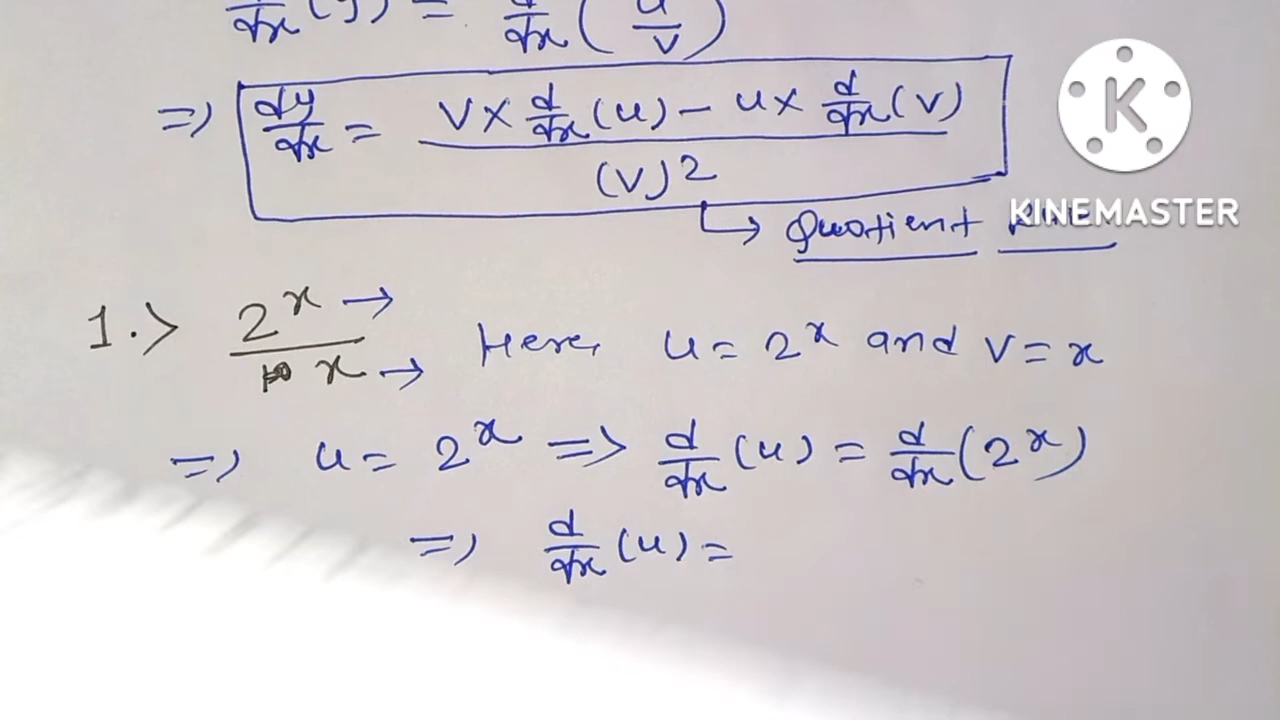 d/dx (y) = d/dx (u/v)
=> dy/dx = V × d/dx (u) - u × d/dx (v) / (v)²
KINEMASTER
↳ Quotient
1.> 2^x → / x → Here, u = 2^x and v = x
=> u = 2^x => d/dx (u) = d/dx (2^x)
=> d/dx (u) =